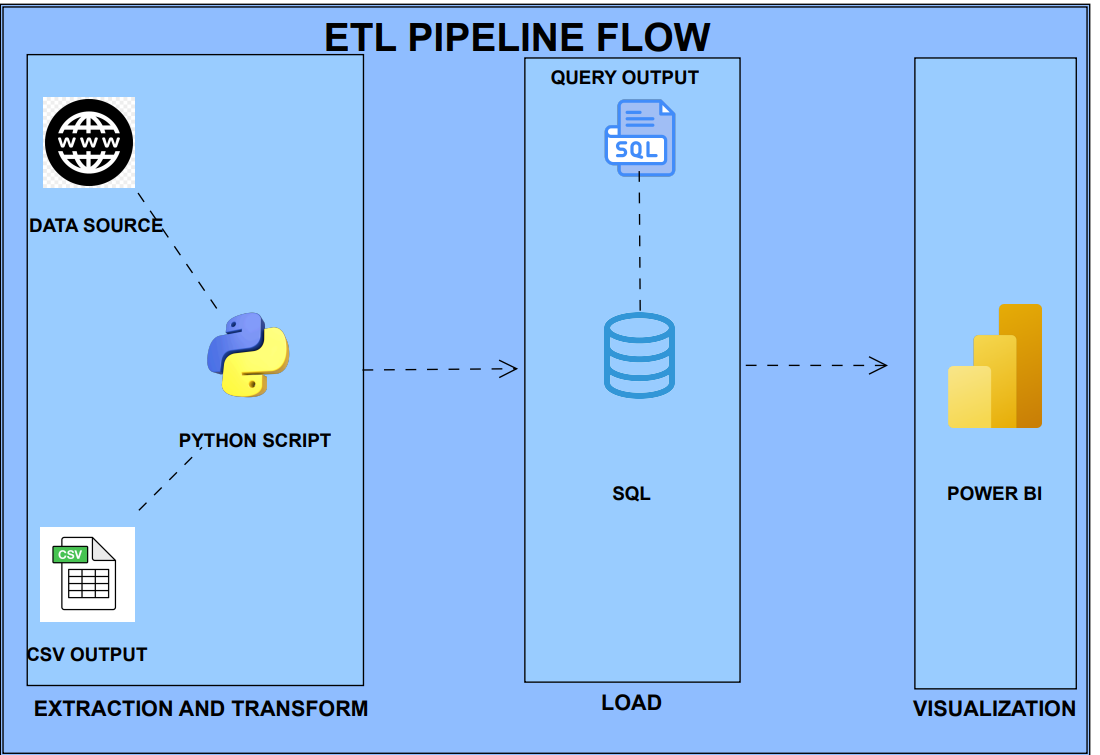 ETL PIPELINE FLOW
WWW
DATA SOURCE
PYTHON SCRIPT
CSV
CSV OUTPUT
EXTRACTION AND TRANSFORM
QUERY OUTPUT
SQL
SQL
LOAD
POWER BI
VISUALIZATION